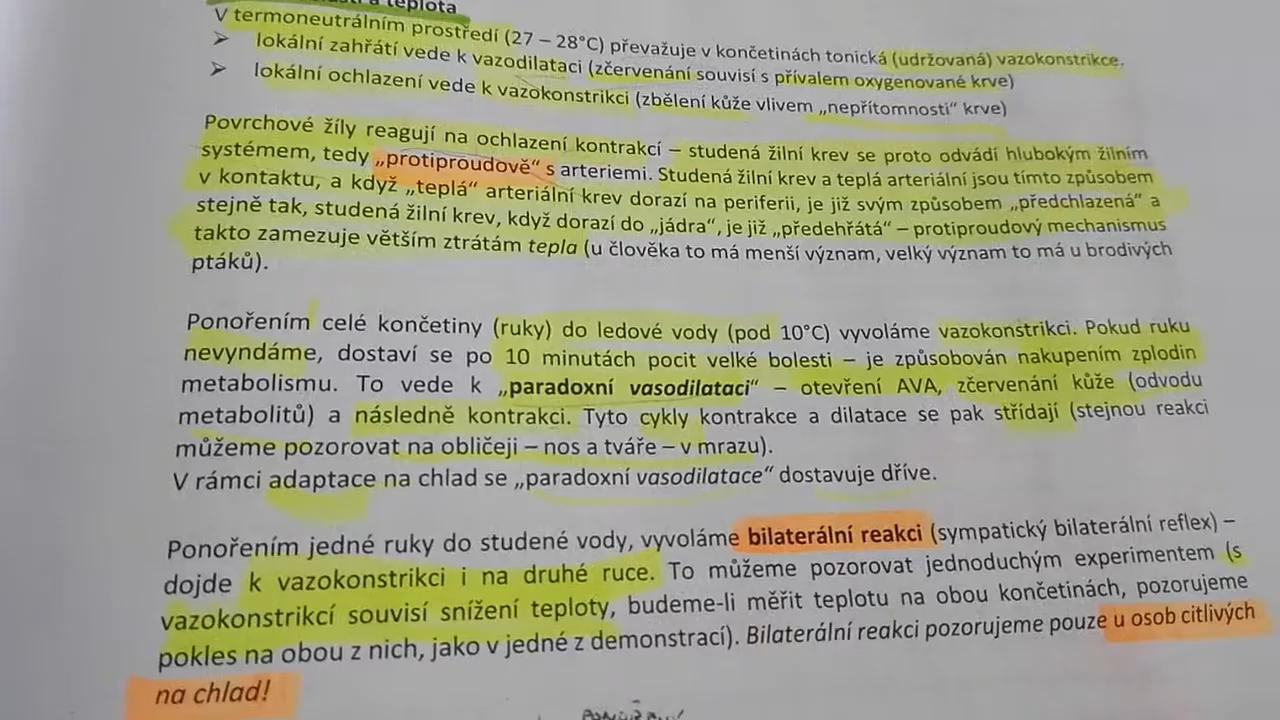 a teplota
V termoneutrálním prostředí (27 – 28°C) převažuje v končetinách tonická (udržovaná) vazokonstrikce.
➢ lokální zahřátí vede k vazodilataci (zčervenání souvisí s přívalem oxygenované krve)
➢ lokální ochlazení vede k vazokonstrikci (zbělení kůže vlivem „nepřítomnosti“ krve)
Povrchové žíly reagují na ochlazení kontrakcí – studená žilní krev se proto odvádí hlubokým žilním
systémem, tedy „protiproudově“ s arteriemi. Studená žilní krev a teplá arteriální jsou tímto způsobem
v kontaktu, a když „teplá“ arteriální krev dorazí na periferii, je již svým způsobem „předchlazená“ a
stejně tak, studená žilní krev, když dorazí do „jádra“, je již „předehřátá“ – protiproudový mechanismus
takto zamezuje větším ztrátám tepla (u člověka to má menší význam, velký význam to má u brodivých
ptáků).
Ponořením celé končetiny (ruky) do ledové vody (pod 10°C) vyvoláme vazokonstrikci. Pokud ruku
nevyndáme, dostaví se po 10 minutách pocit velké bolesti – je způsobován nakupením zplodin
metabolismu. To vede k „paradoxní vasodilataci“ – otevření AVA, zčervenání kůže (odvodu
metabolitů) a následně kontrakci. Tyto cykly kontrakce a dilatace se pak střídají (stejnou reakci
můžeme pozorovat na obličeji – nos a tváře – v mrazu).
V rámci adaptace na chlad se „paradoxní vasodilatace“ dostavuje dříve.
Ponořením jedné ruky do studené vody, vyvoláme bilaterální reakci (sympatický bilaterální reflex) –
dojde k vazokonstrikci i na druhé ruce. To můžeme pozorovat jednoduchým experimentem (s
vazokonstrikcí souvisí snížení teploty, budeme-li měřit teplotu na obou končetinách, pozorujeme
pokles na obou z nich, jako v jedné z demonstrací). Bilaterální reakci pozorujeme pouze u osob citlivých
na chlad!